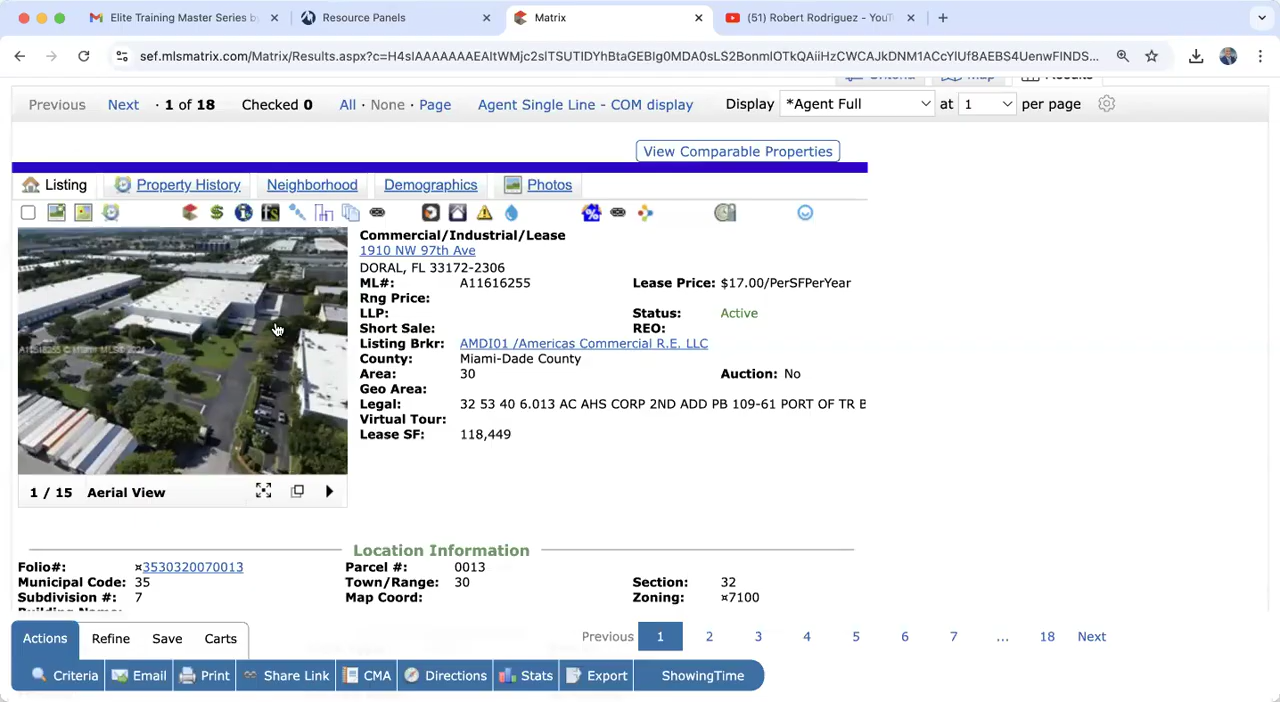 Elite Training Master Series by
Resource Panels
Matrix
(51) Robert Rodriguez - YouT
sef.mlsmatrix.com/Matrix/Results.aspx?c=
Criteria
Map
Results
Previous Next · 1 of 18 Checked 0 All · None · Page Agent Single Line - COM display Display *Agent Full at 1 per page
View Comparable Properties
Listing Property History Neighborhood Demographics Photos
Commercial/Industrial/Lease
1910 NW 97th Ave
DORAL, FL 33172-2306
ML#: A11616255 Lease Price: $17.00/PerSFPerYear
Rng Price:
LLP: Status: Active
Short Sale: REO:
Listing Brkr: AMDI01 /Americas Commercial R.E. LLC
County: Miami-Dade County
Area: 30 Auction: No
Geo Area:
Legal: 32 53 40 6.013 AC AHS CORP 2ND ADD PB 109-61 PORT OF TR B
Virtual Tour:
Lease SF: 118,449
1 / 15 Aerial View
Location Information
Folio#: ¤3530320070013 Parcel #: 0013
Municipal Code: 35 Town/Range: 30 Section: 32
Subdivision #: 7 Map Coord: Zoning: ¤7100
Building Name:
Actions Refine Save Carts
Previous 1 2 3 4 5 6 7 ... 18 Next
Criteria Email Print Share Link CMA Directions Stats Export ShowingTime